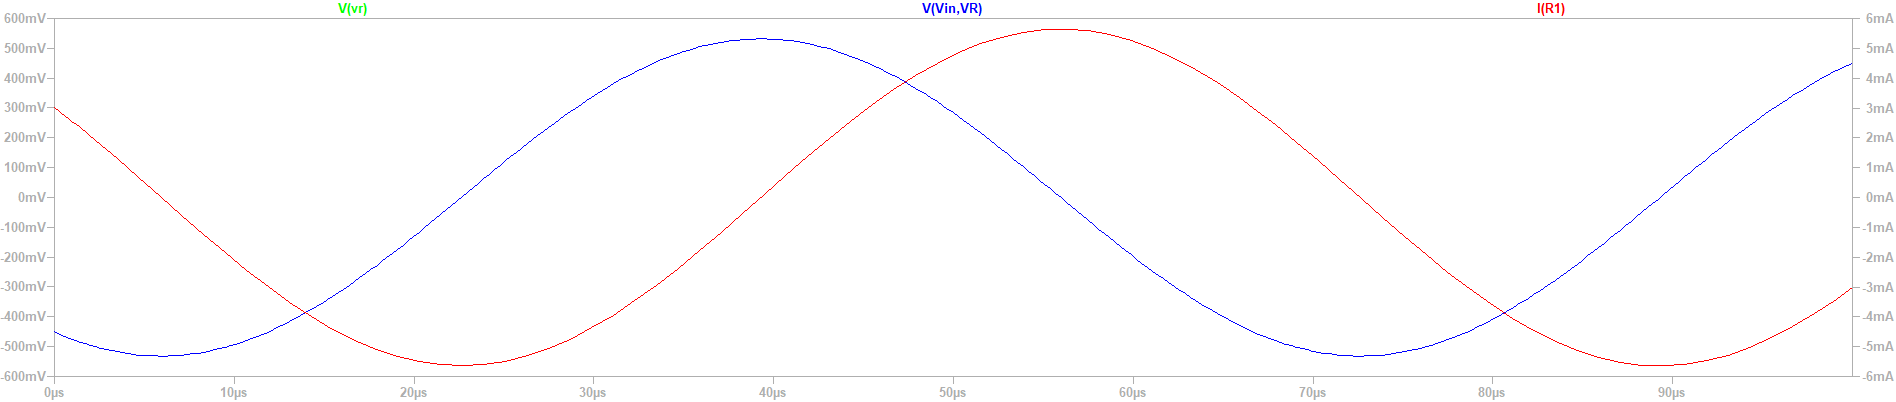 V(vr) V(Vin,VR) I(R1)
600mV 6mA
500mV 5mA
400mV 4mA
300mV 3mA
200mV 2mA
100mV 1mA
0mV 0mA
-100mV -1mA
-200mV -2mA
-300mV -3mA
-400mV -4mA
-500mV -5mA
-600mV -6mA
0µs 10µs 20µs 30µs 40µs 50µs 60µs 70µs 80µs 90µs